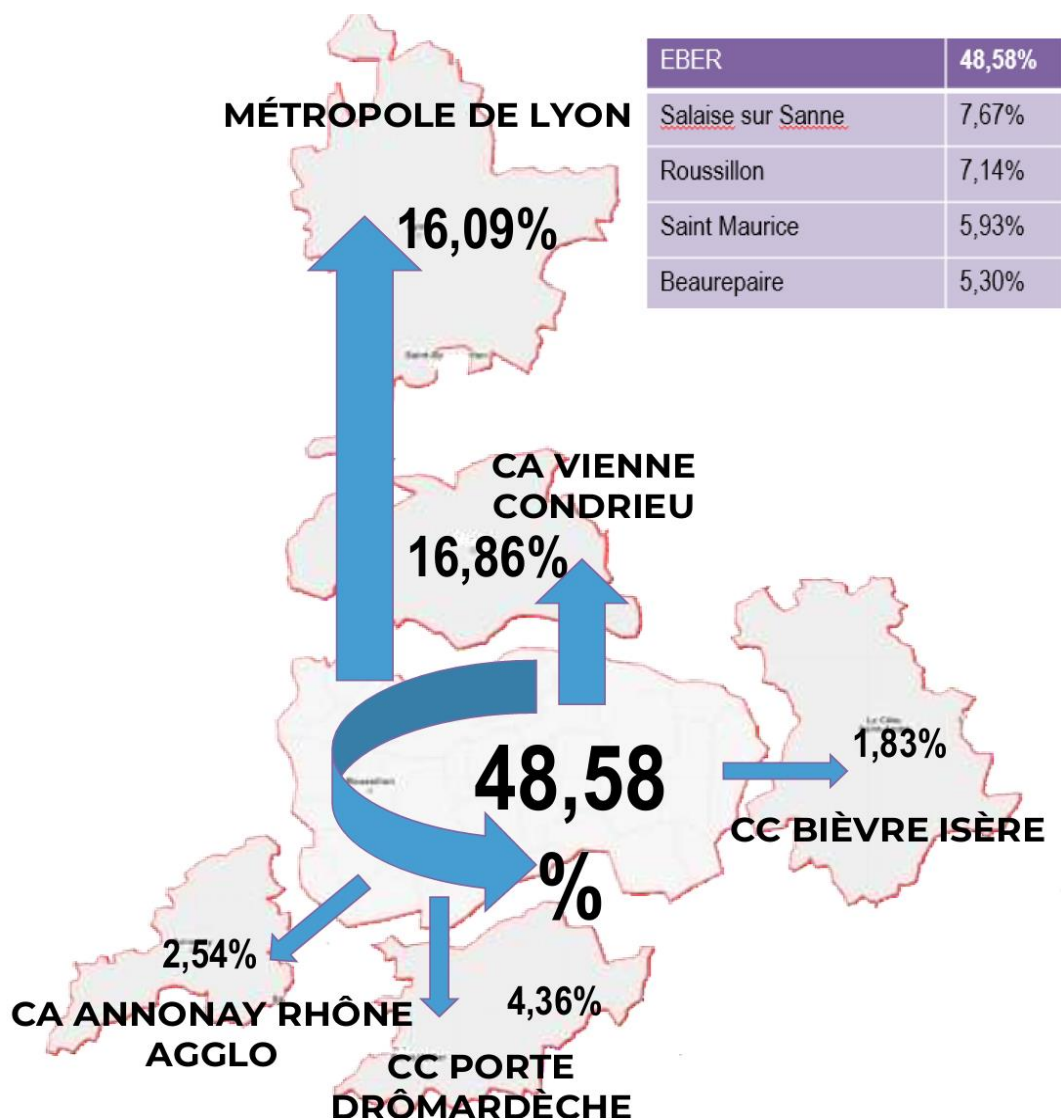 EBER 48,58%
Salaise sur Sanne 7,67%
Roussillon 7,14%
Saint Maurice 5,93%
Beaurepaire 5,30%
MÉTROPOLE DE LYON
16,09%
CA VIENNE
CONDRIEU
16,86%
48,58
%
Roussillon
1,83%
CC BIÈVRE ISÈRE
2,54%
CA ANNONAY RHÔNE
AGGLO
4,36%
CC PORTE
DRÔMARDÈCHE